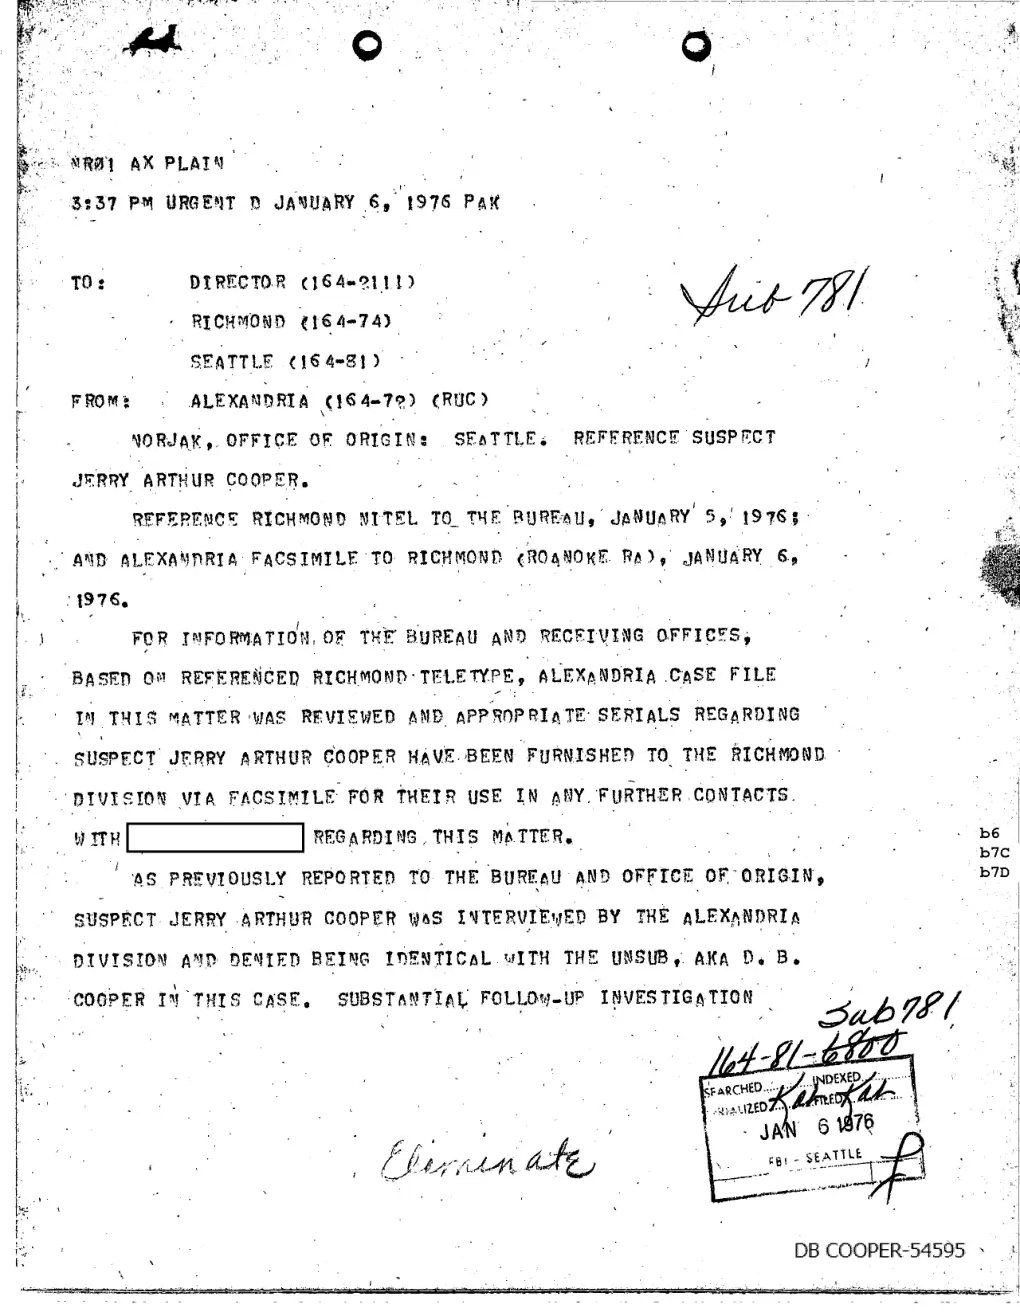 NR01 AX PLAIN
3:37 PM URGENT D JANUARY 6, 1976 PAK
TO: DIRECTOR (164-2111)
RICHMOND (164-74)
SEATTLE (164-81)
Sub 781
FROM: ALEXANDRIA (164-72) (RUC)
NORJAK, OFFICE OF ORIGIN: SEATTLE. REFERENCE SUSPECT
JERRY ARTHUR COOPER.
REFERENCE RICHMOND NITEL TO THE BUREAU, JANUARY 5, 1976;
AND ALEXANDRIA FACSIMILE TO RICHMOND (ROANOKE RA), JANUARY 6,
1976.
FOR INFORMATION OF THE BUREAU AND RECEIVING OFFICES,
BASED ON REFERENCED RICHMOND TELETYPE, ALEXANDRIA CASE FILE
IN THIS MATTER WAS REVIEWED AND APPROPRIATE SERIALS REGARDING
SUSPECT JERRY ARTHUR COOPER HAVE BEEN FURNISHED TO THE RICHMOND
DIVISION VIA FACSIMILE FOR THEIR USE IN ANY FURTHER CONTACTS
WITH REGARDING THIS MATTER.
b6
b7C
b7D
AS PREVIOUSLY REPORTED TO THE BUREAU AND OFFICE OF ORIGIN,
SUSPECT JERRY ARTHUR COOPER WAS INTERVIEWED BY THE ALEXANDRIA
DIVISION AND DENIED BEING IDENTICAL WITH THE UNSUB, AKA D. B.
COOPER IN THIS CASE. SUBSTANTIAL FOLLOW-UP INVESTIGATION
Sub 781
164-81-6800
SEARCHED INDEXED
SERIALIZED FILED
JAN 6 1976
FBI - SEATTLE
Eliminate
DB COOPER-54595